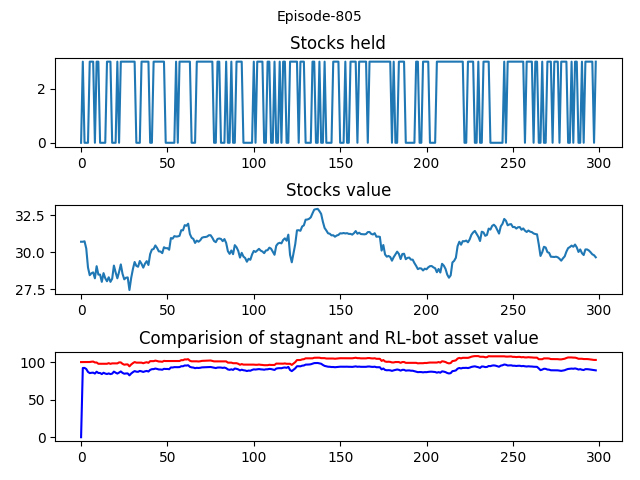 Episode-805
Stocks held
2
0
0 50 100 150 200 250 300
Stocks value
32.5
30.0
27.5
0 50 100 150 200 250 300
Comparision of stagnant and RL-bot asset value
100
50
0
0 50 100 150 200 250 300